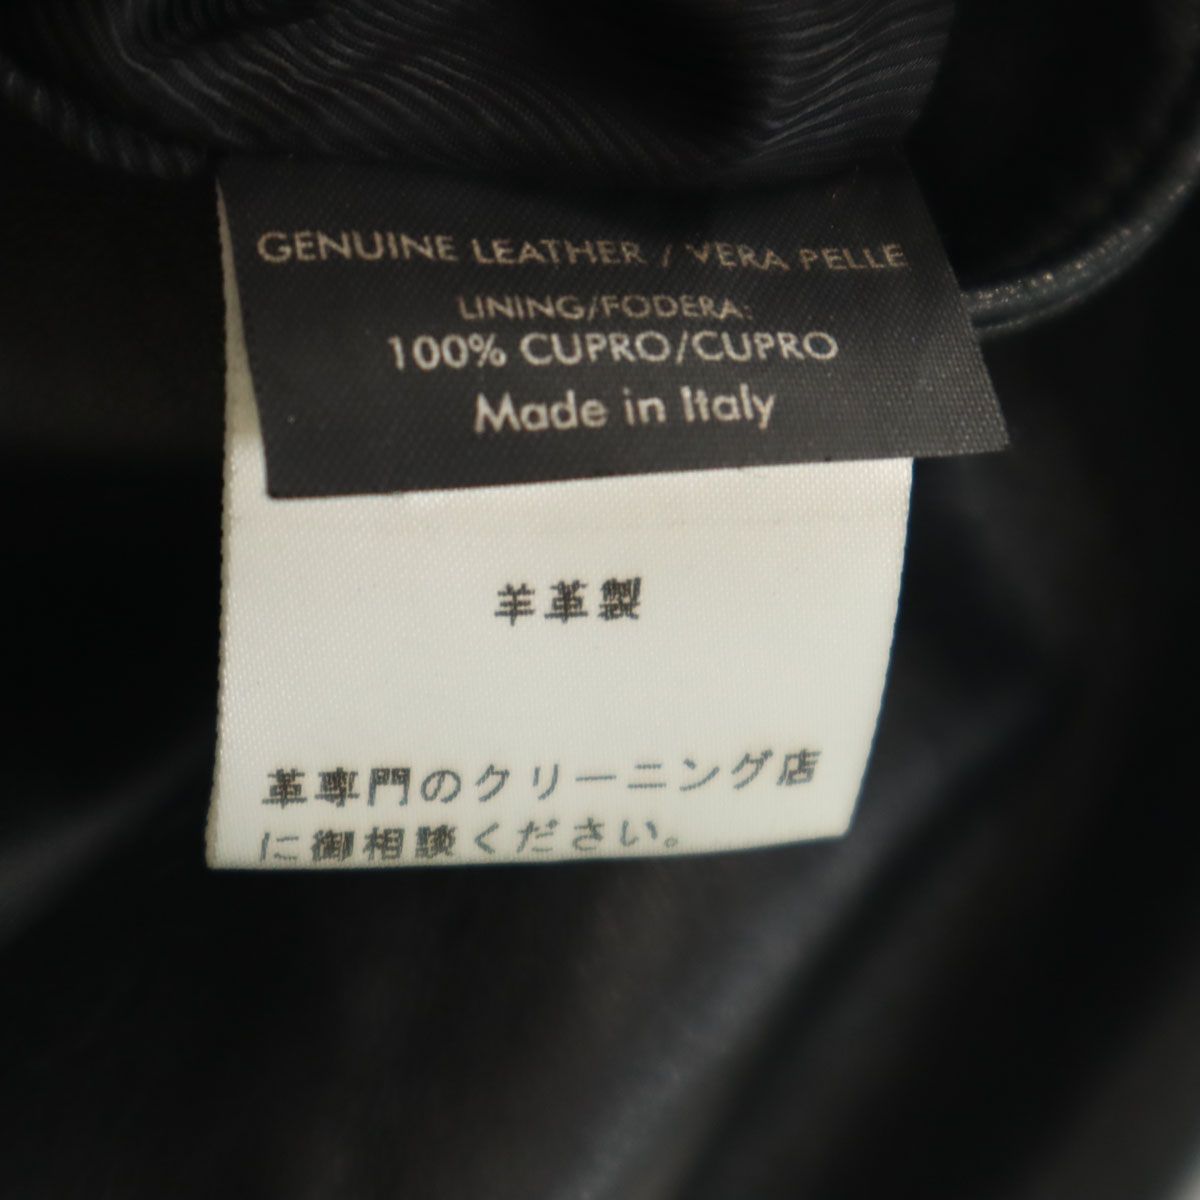 GENUINE LEATHER / VERA PELLE
LINING/FODERA:
100% CUPRO/CUPRO
Made in Italy
羊革製
革専門のクリーニング店
に御相談ください。